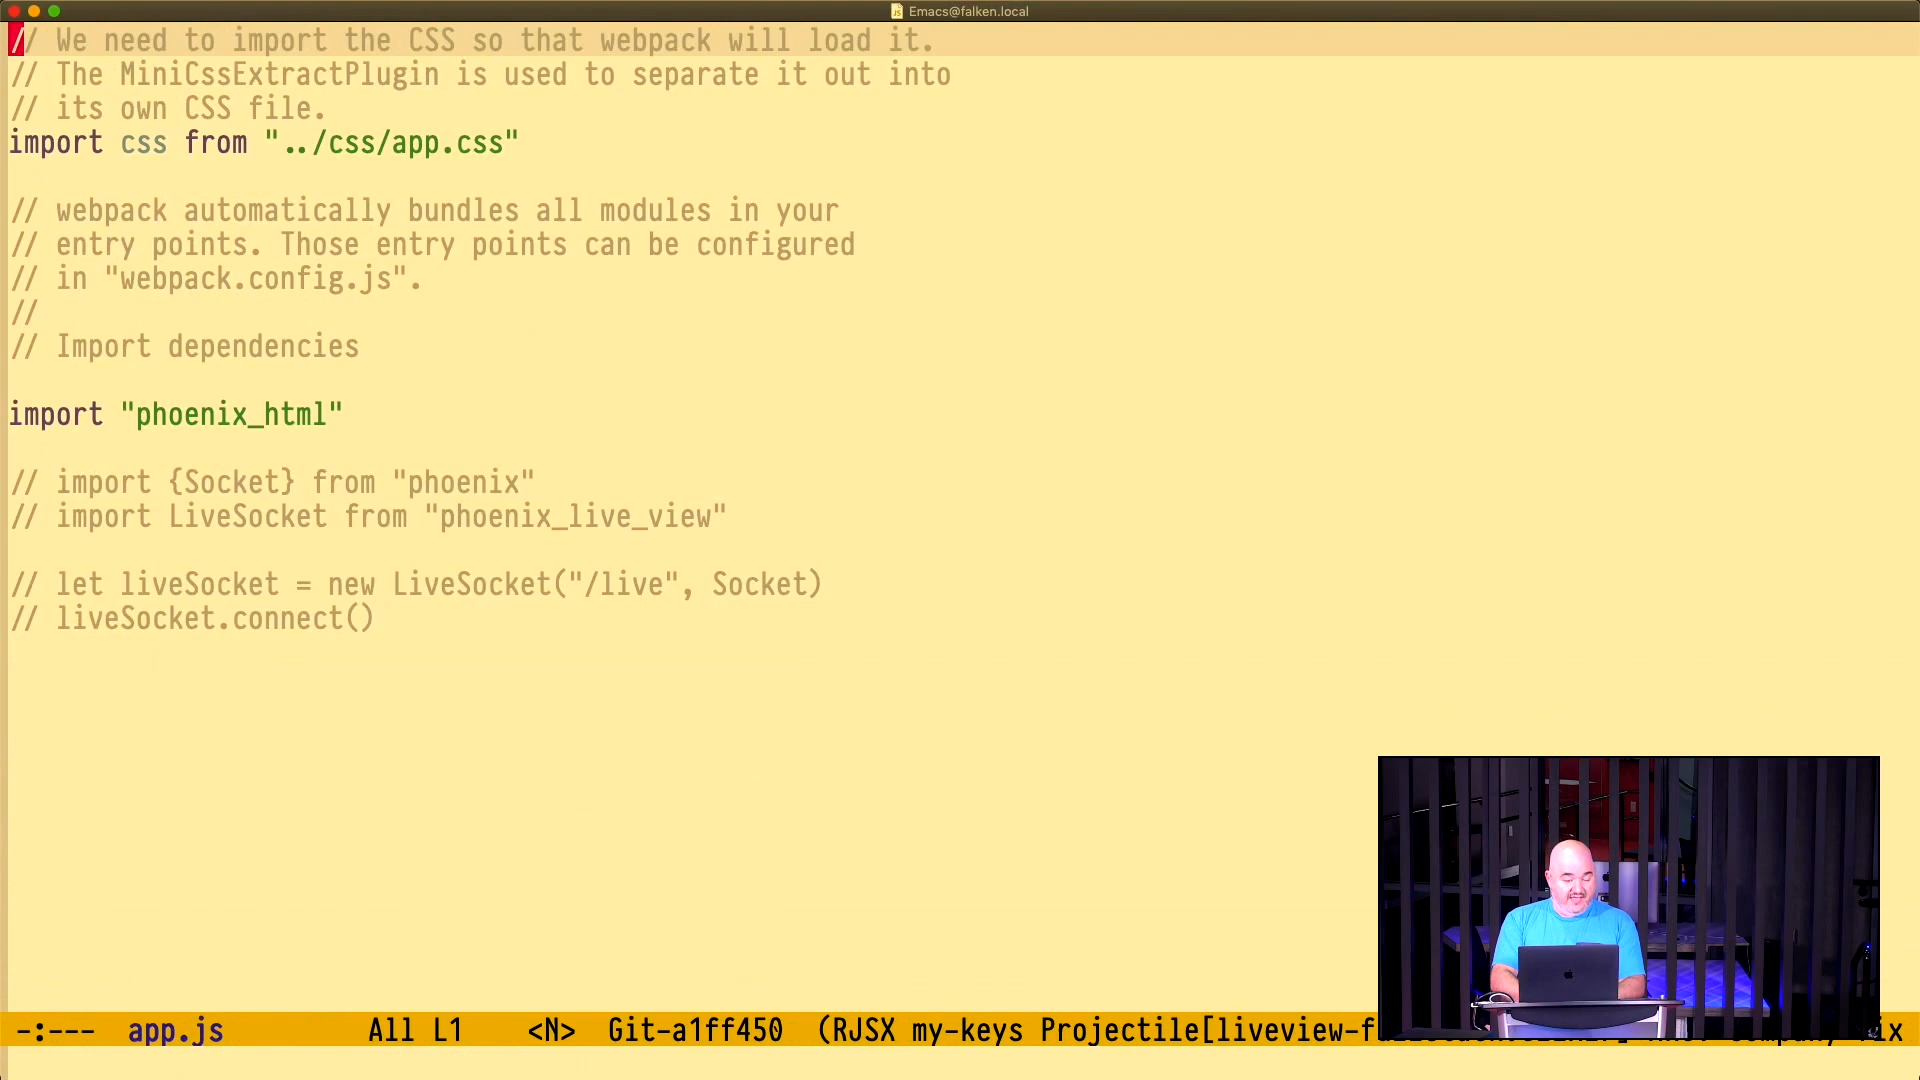 Emacs@falken.local
// We need to import the CSS so that webpack will load it.
// The MiniCssExtractPlugin is used to separate it out into
// its own CSS file.
import css from "../css/app.css"
// webpack automatically bundles all modules in your
// entry points. Those entry points can be configured
// in "webpack.config.js".
//
// Import dependencies
import "phoenix_html"
// import {Socket} from "phoenix"
// import LiveSocket from "phoenix_live_view"
// let liveSocket = new LiveSocket("/live", Socket)
// liveSocket.connect()
-:--- app.js All L1 <N> Git-a1ff450 (RJSX my-keys Projectile[liveview-f